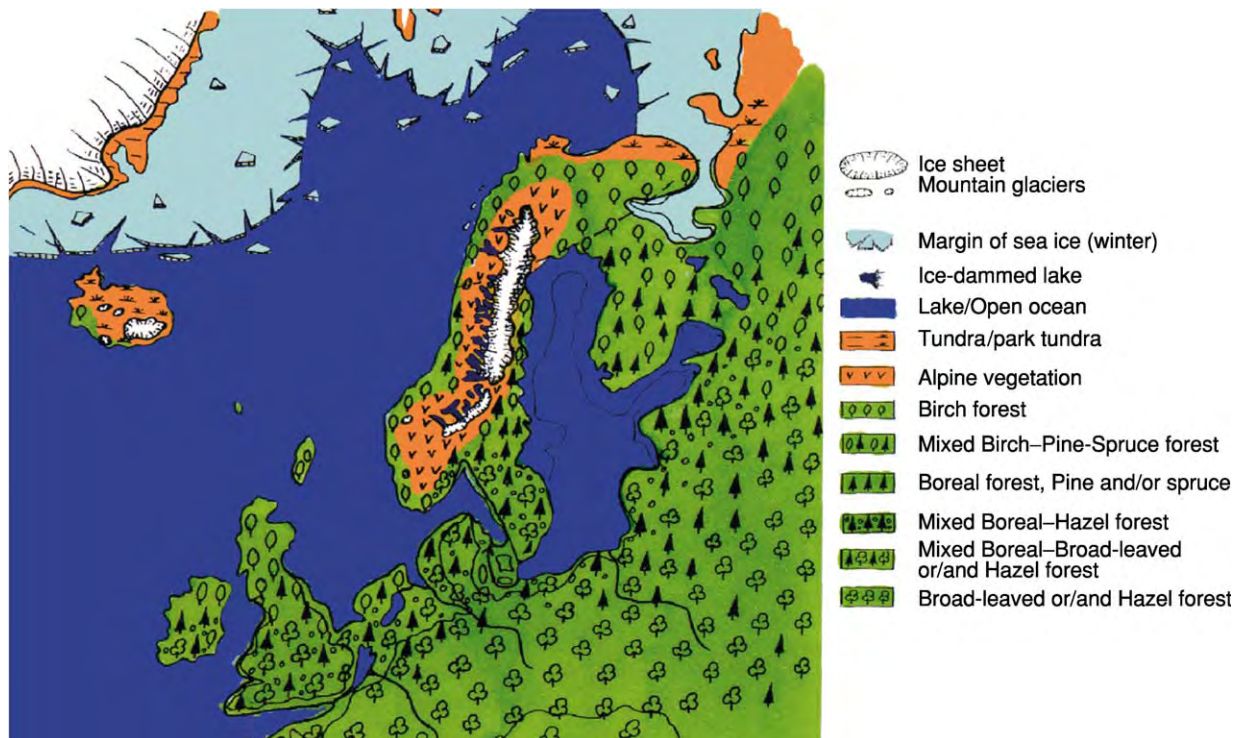 Ice sheet
Mountain glaciers
Margin of sea ice (winter)
Ice-dammed lake
Lake/Open ocean
Tundra/park tundra
Alpine vegetation
Birch forest
Mixed Birch–Pine-Spruce forest
Boreal forest, Pine and/or spruce
Mixed Boreal–Hazel forest
Mixed Boreal–Broad-leaved
or/and Hazel forest
Broad-leaved or/and Hazel forest